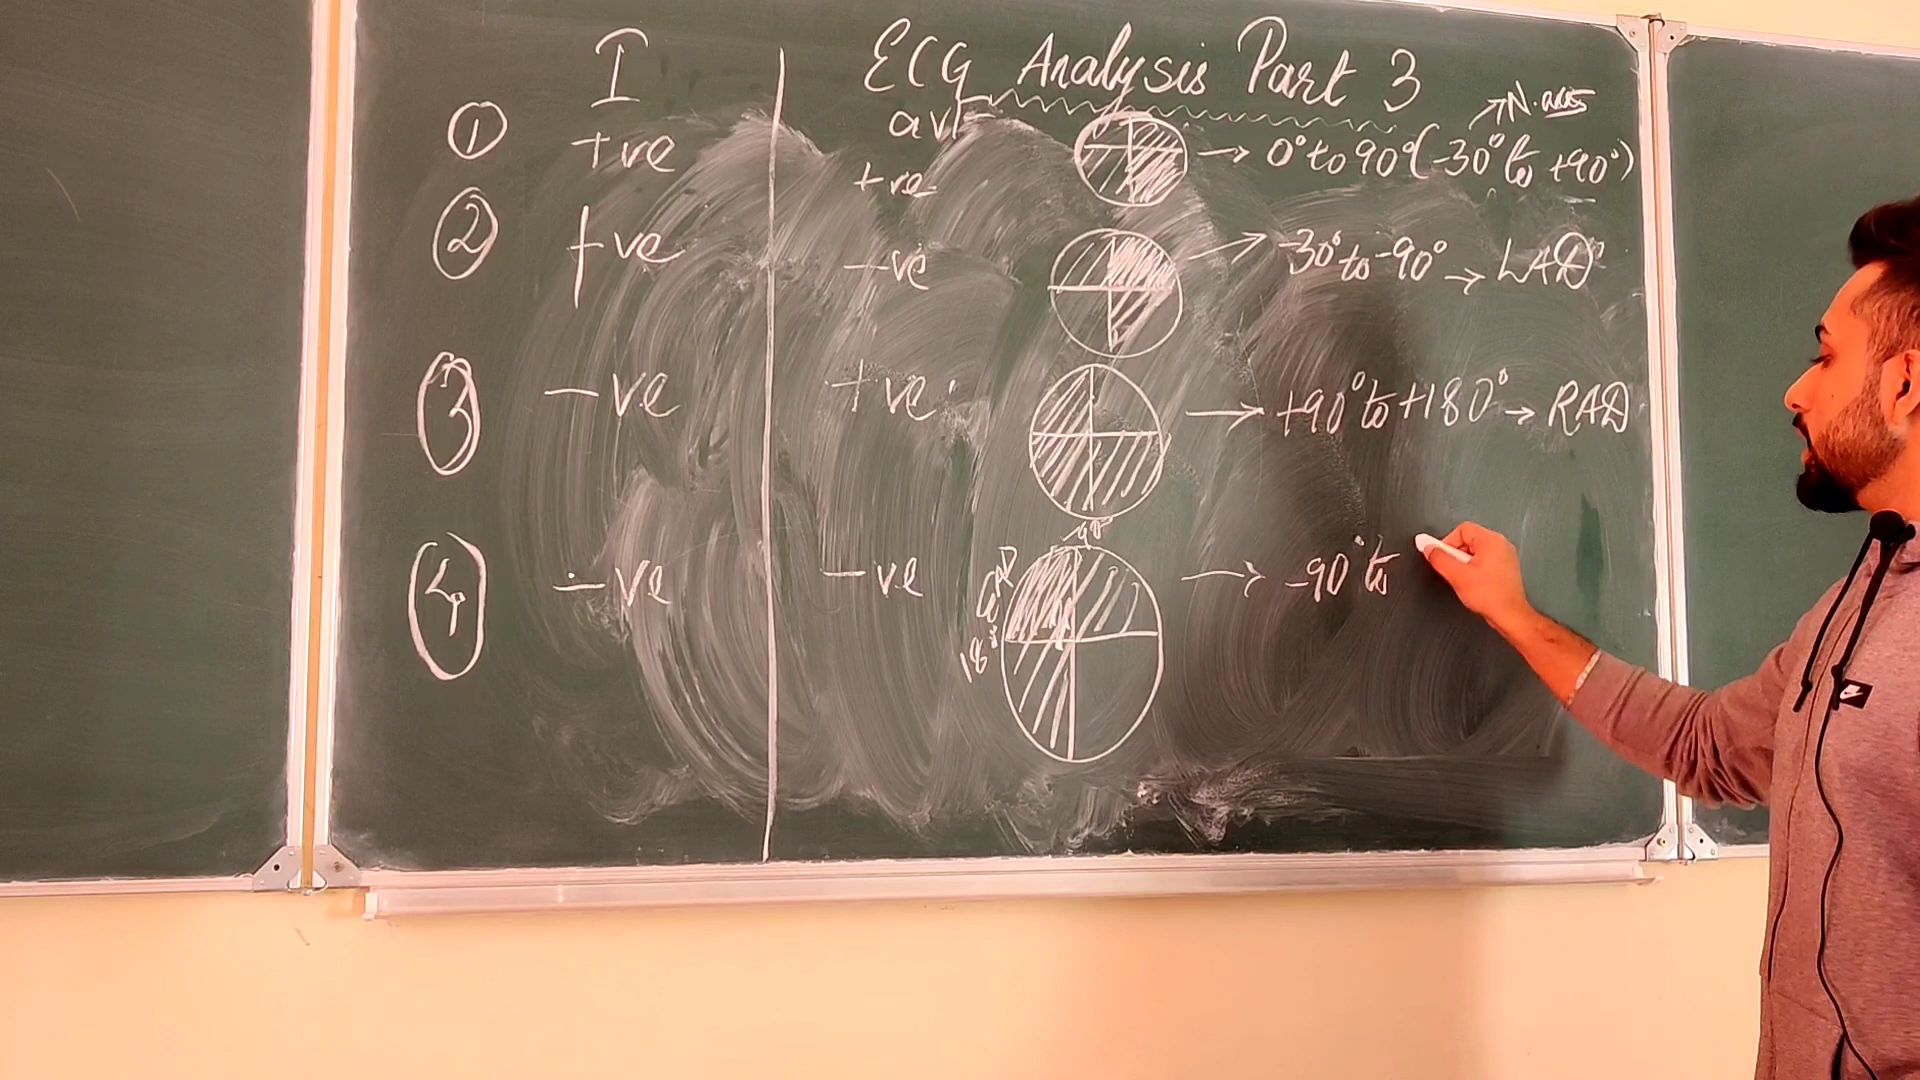 I ECG Analysis Part 3
aVF N. axis
① +ve +ve → 0° to 90° (-30° to +90°)
② +ve -ve → -30° to -90° → LAD
③ -ve +ve → +90° to +180° → RAD
-90°
④ -ve -ve → -90° to